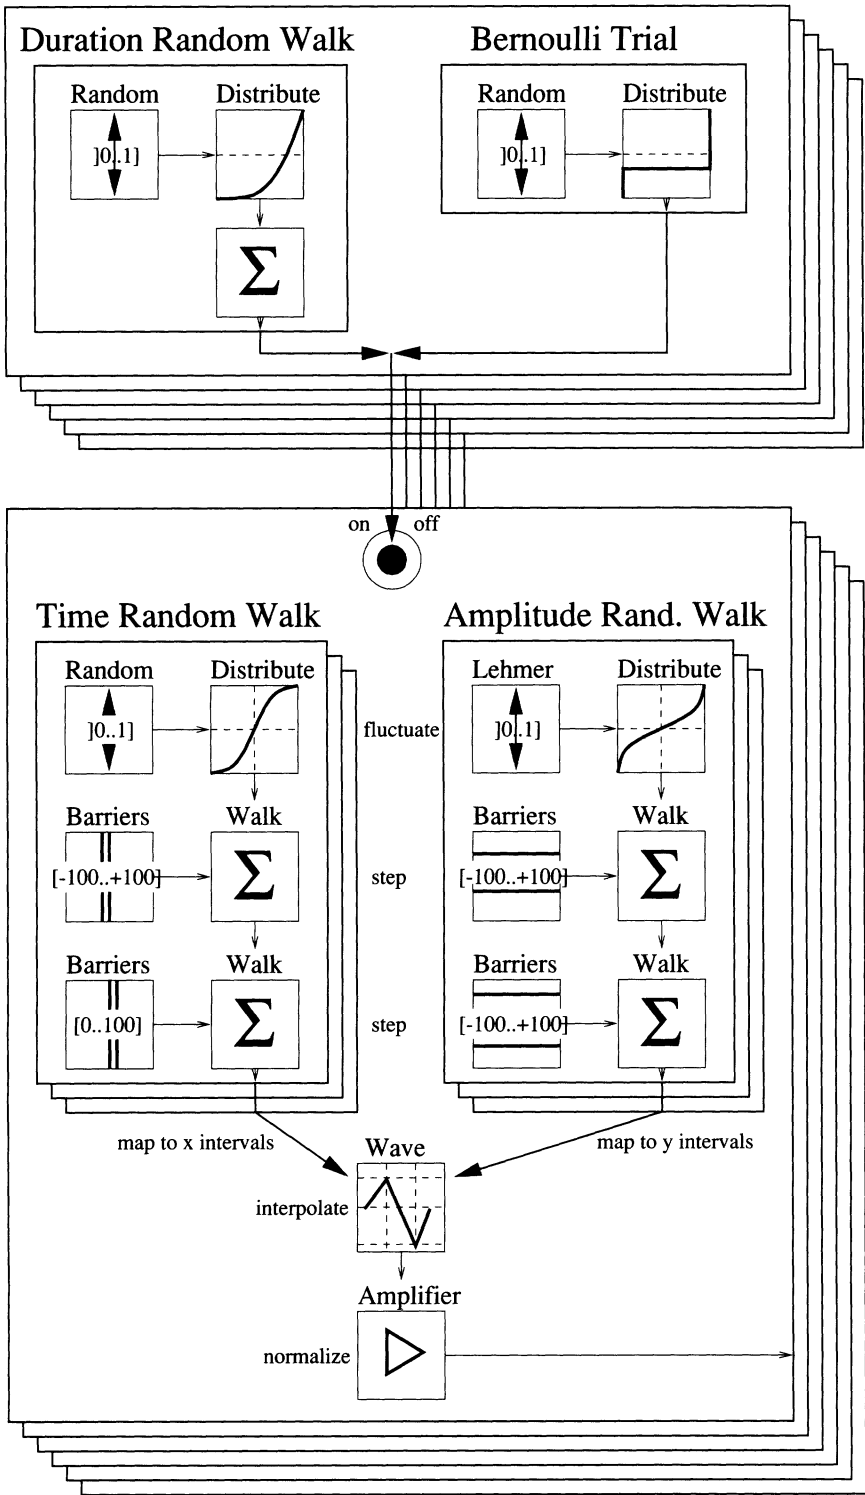 Duration Random Walk
Bernoulli Trial
Random
Distribute
Random
Distribute
]0..1]
]0..1]
Σ
on
off
Time Random Walk
Amplitude Rand. Walk
Random
Distribute
Lehmer
Distribute
]0..1]
fluctuate
]0..1]
Barriers
Walk
Barriers
Walk
[-100..+100]
Σ
step
[-100..+100]
Σ
Barriers
Walk
Barriers
Walk
[0..100]
Σ
step
[-100..+100]
Σ
map to x intervals
map to y intervals
Wave
interpolate
Amplifier
normalize